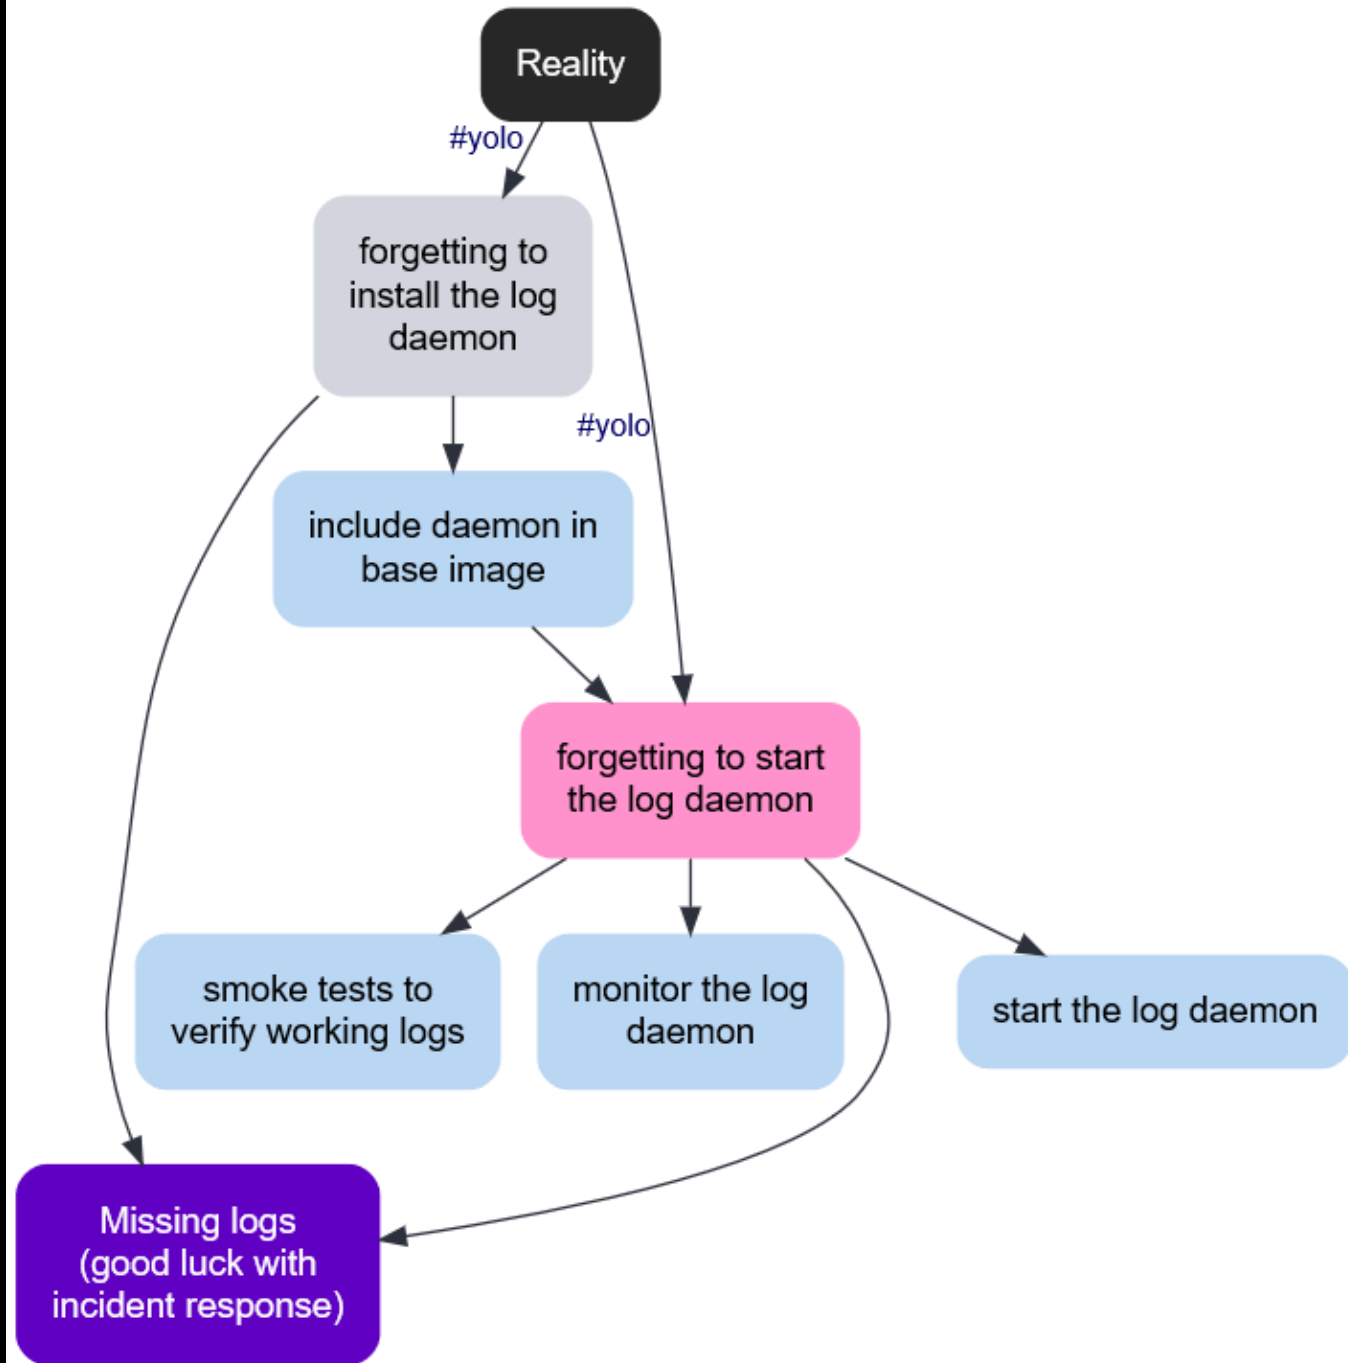 Reality
#yolo
forgetting to
install the log
daemon
#yolo
include daemon in
base image
forgetting to start
the log daemon
smoke tests to
verify working logs
monitor the log
daemon
start the log daemon
Missing logs
(good luck with
incident response)